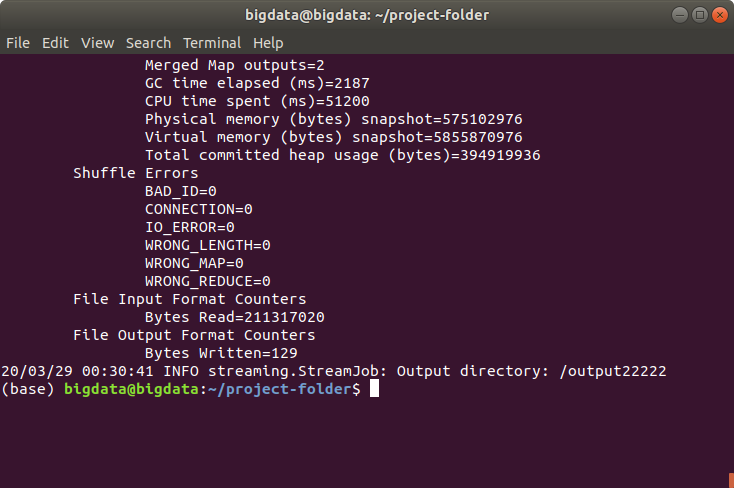 bigdata@bigdata: ~/project-folder
File Edit View Search Terminal Help
Merged Map outputs=2
GC time elapsed (ms)=2187
CPU time spent (ms)=51200
Physical memory (bytes) snapshot=575102976
Virtual memory (bytes) snapshot=5855870976
Total committed heap usage (bytes)=394919936
Shuffle Errors
BAD_ID=0
CONNECTION=0
IO_ERROR=0
WRONG_LENGTH=0
WRONG_MAP=0
WRONG_REDUCE=0
File Input Format Counters
Bytes Read=211317020
File Output Format Counters
Bytes Written=129
20/03/29 00:30:41 INFO streaming.StreamJob: Output directory: /output22222
(base) bigdata@bigdata:~/project-folder$